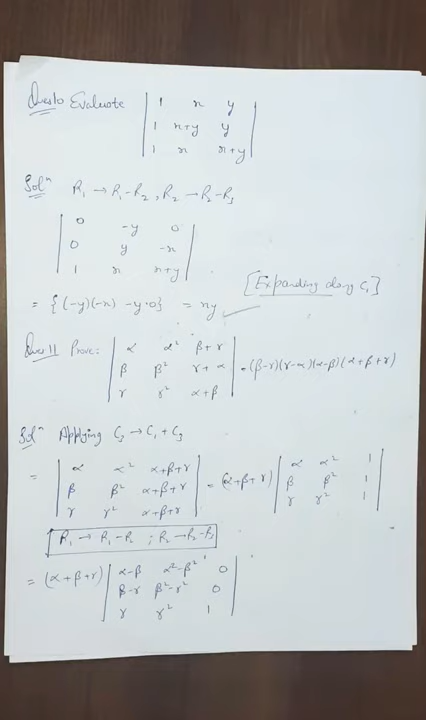 Ques10 Evaluate | 1 x y |
| 1 x+y y |
| 1 x x+y |
Solⁿ R₁ → R₁-R₂, R₂ → R₂-R₃
| 0 -y 0 |
| 0 y -x |
| 1 x x+y |
[Expanding along C₁]
= {(-y)(-x) -y·0} = xy
Ques 11 Prove: | α α² β+γ |
| β β² γ+α | = (β-γ)(γ-α)(α-β)(α+β+γ)
| γ γ² α+β |
Solⁿ Applying C₃ → C₁ + C₃
= | α α² α+β+γ | = (α+β+γ) | α α² 1 |
| β β² α+β+γ | | β β² 1 |
| γ γ² α+β+γ | | γ γ² 1 |
R₁ → R₁-R₂ ; R₂ → R₂-R₃
= (α+β+γ) | α-β α²-β² 0 |
| β-γ β²-γ² 0 |
| γ γ² 1 |